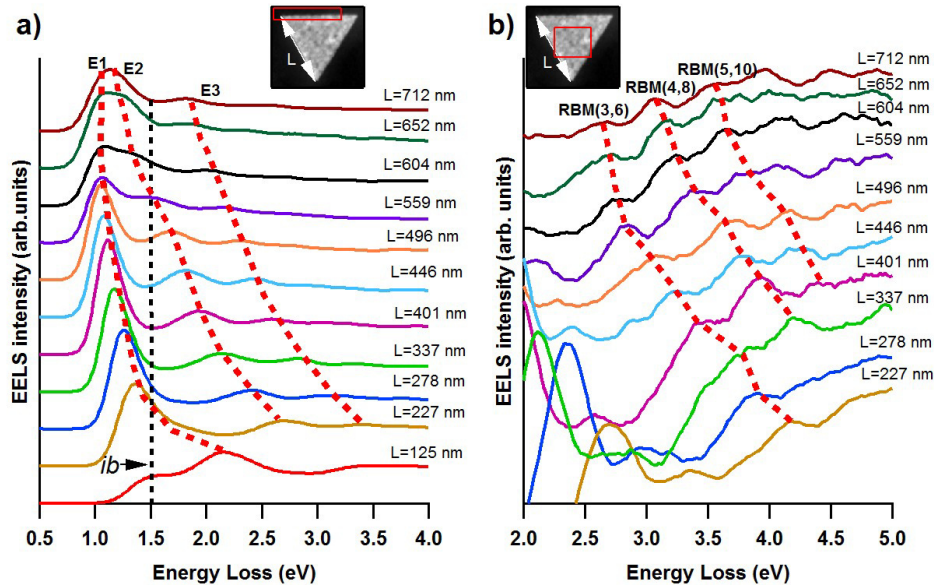 a)
L
E1
E2
E3
L=712 nm
L=652 nm
L=604 nm
L=559 nm
L=496 nm
L=446 nm
L=401 nm
L=337 nm
L=278 nm
L=227 nm
L=125 nm
ib
EELS intensity (arb.units)
0.5 1.0 1.5 2.0 2.5 3.0 3.5 4.0
Energy Loss (eV)
b)
L
RBM(3,6)
RBM(4,8)
RBM(5,10)
L=712 nm
L=652 nm
L=604 nm
L=559 nm
L=496 nm
L=446 nm
L=401 nm
L=337 nm
L=278 nm
L=227 nm
EELS intensity (arb. units)
2.0 2.5 3.0 3.5 4.0 4.5 5.0
Energy Loss (eV)